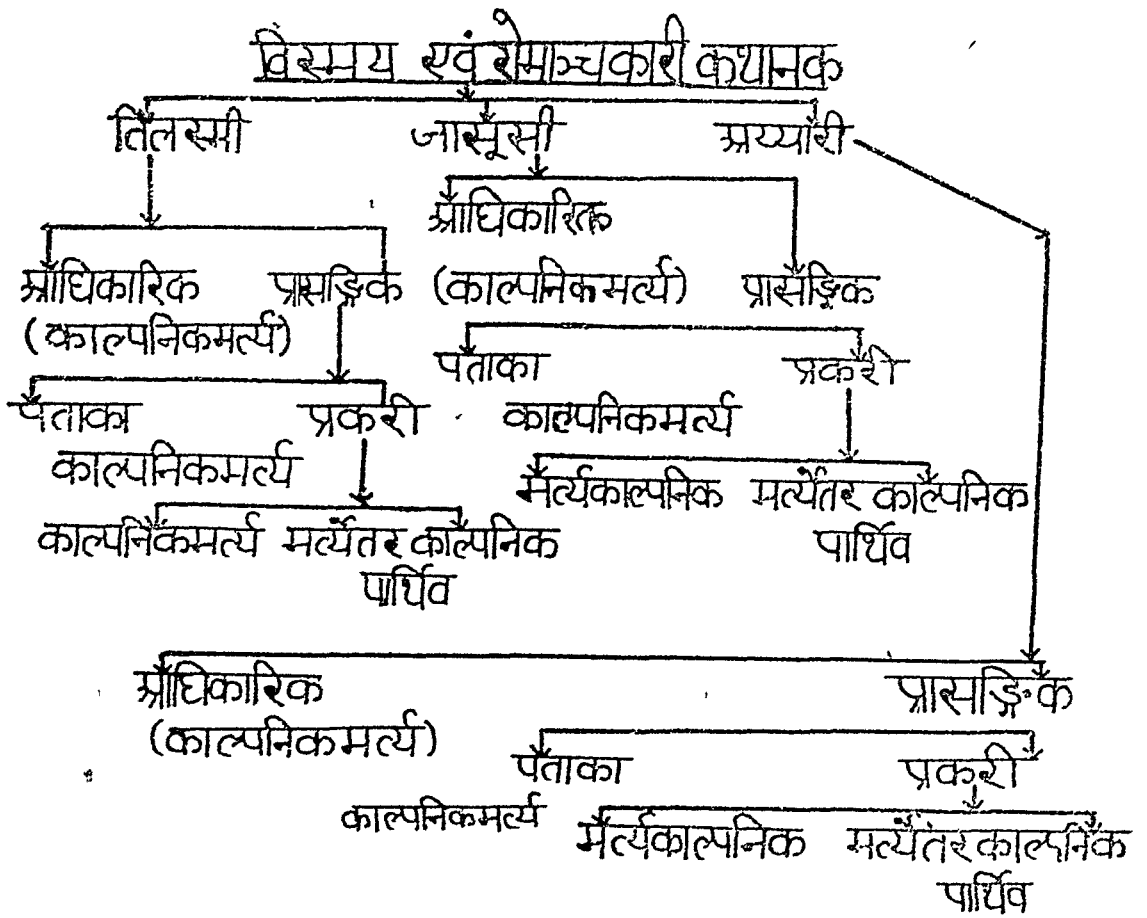 विस्मय एवं रोमाञ्चकारी कथानक
तिलस्मी जासूसी अय्यारी
आधिकारिक
आधिकारिक प्रासङ्गिक (काल्पनिकमर्त्य) प्रासङ्गिक
(काल्पनिकमर्त्य)
पताका प्रकरी
पताका प्रकरी काल्पनिकमर्त्य
काल्पनिकमर्त्य
मर्त्यकाल्पनिक मर्त्येतर काल्पनिक
काल्पनिकमर्त्य मर्त्येतर काल्पनिक पार्थिव
पार्थिव
आधिकारिक प्रासङ्गिक
(काल्पनिकमर्त्य)
पताका प्रकरी
काल्पनिकमर्त्य
मर्त्यकाल्पनिक मर्त्येतर काल्पनिक
पार्थिव